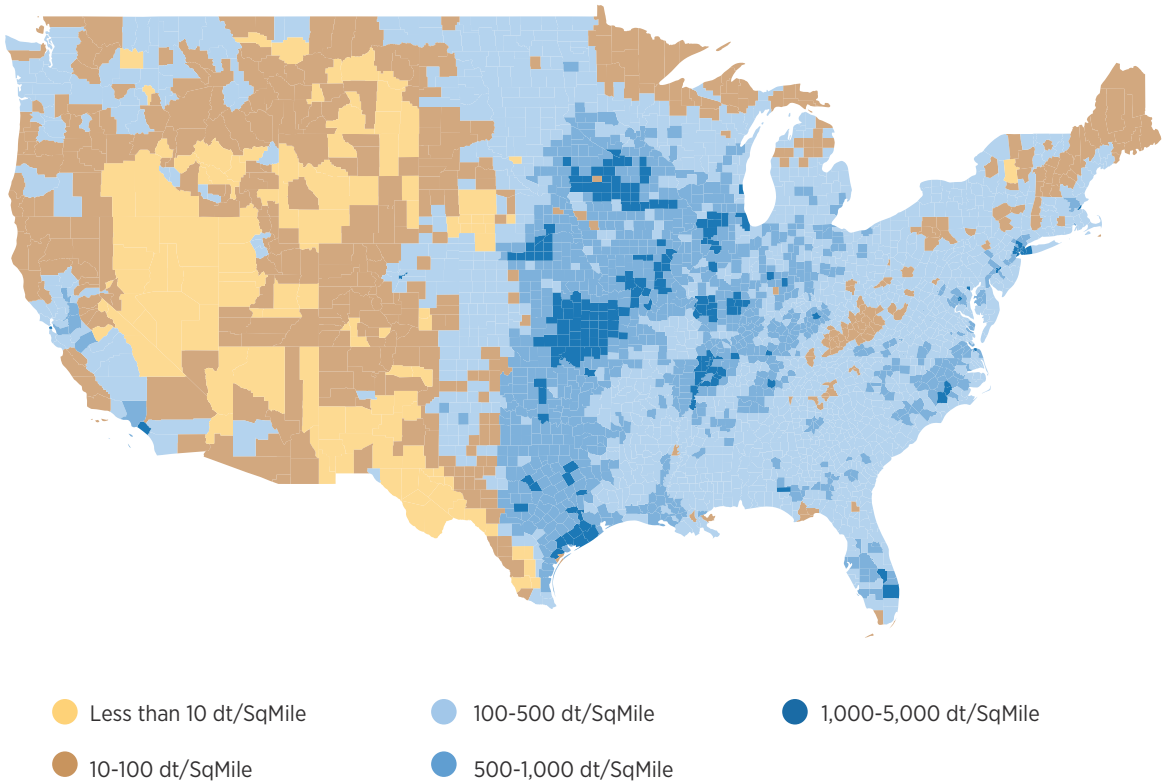 Less than 10 dt/SqMile
100-500 dt/SqMile
1,000-5,000 dt/SqMile
10-100 dt/SqMile
500-1,000 dt/SqMile